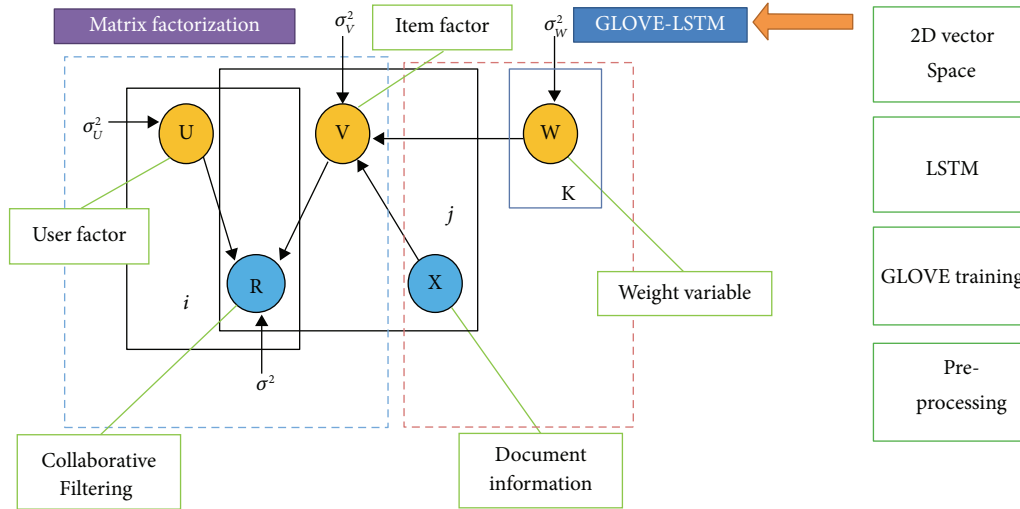 Matrix factorization
σ_V^2
Item factor
σ_W^2
GLOVE-LSTM
2D vector
Space
σ_U^2
U
V
W
K
LSTM
User factor
j
i
R
X
Weight variable
GLOVE training
σ^2
Pre-
processing
Collaborative
Filtering
Document
information